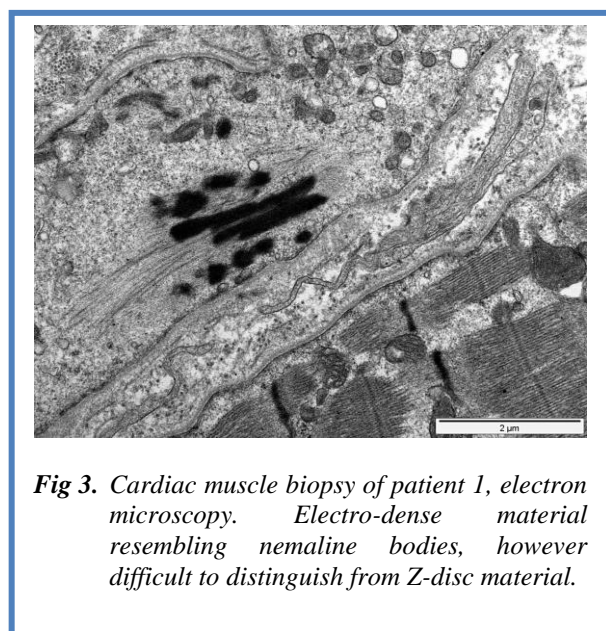 2 µm
Fig 3. Cardiac muscle biopsy of patient 1, electron
microscopy. Electro-dense material
resembling nemaline bodies, however
difficult to distinguish from Z-disc material.